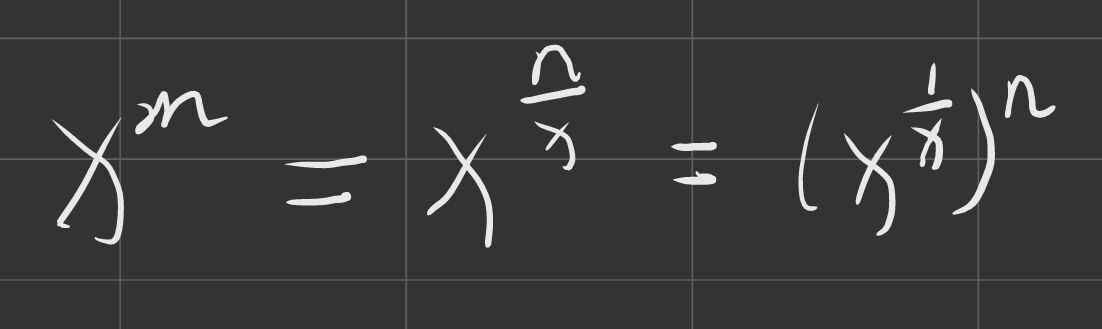 x^m = x^{n/x} = (x^{1/x})^n